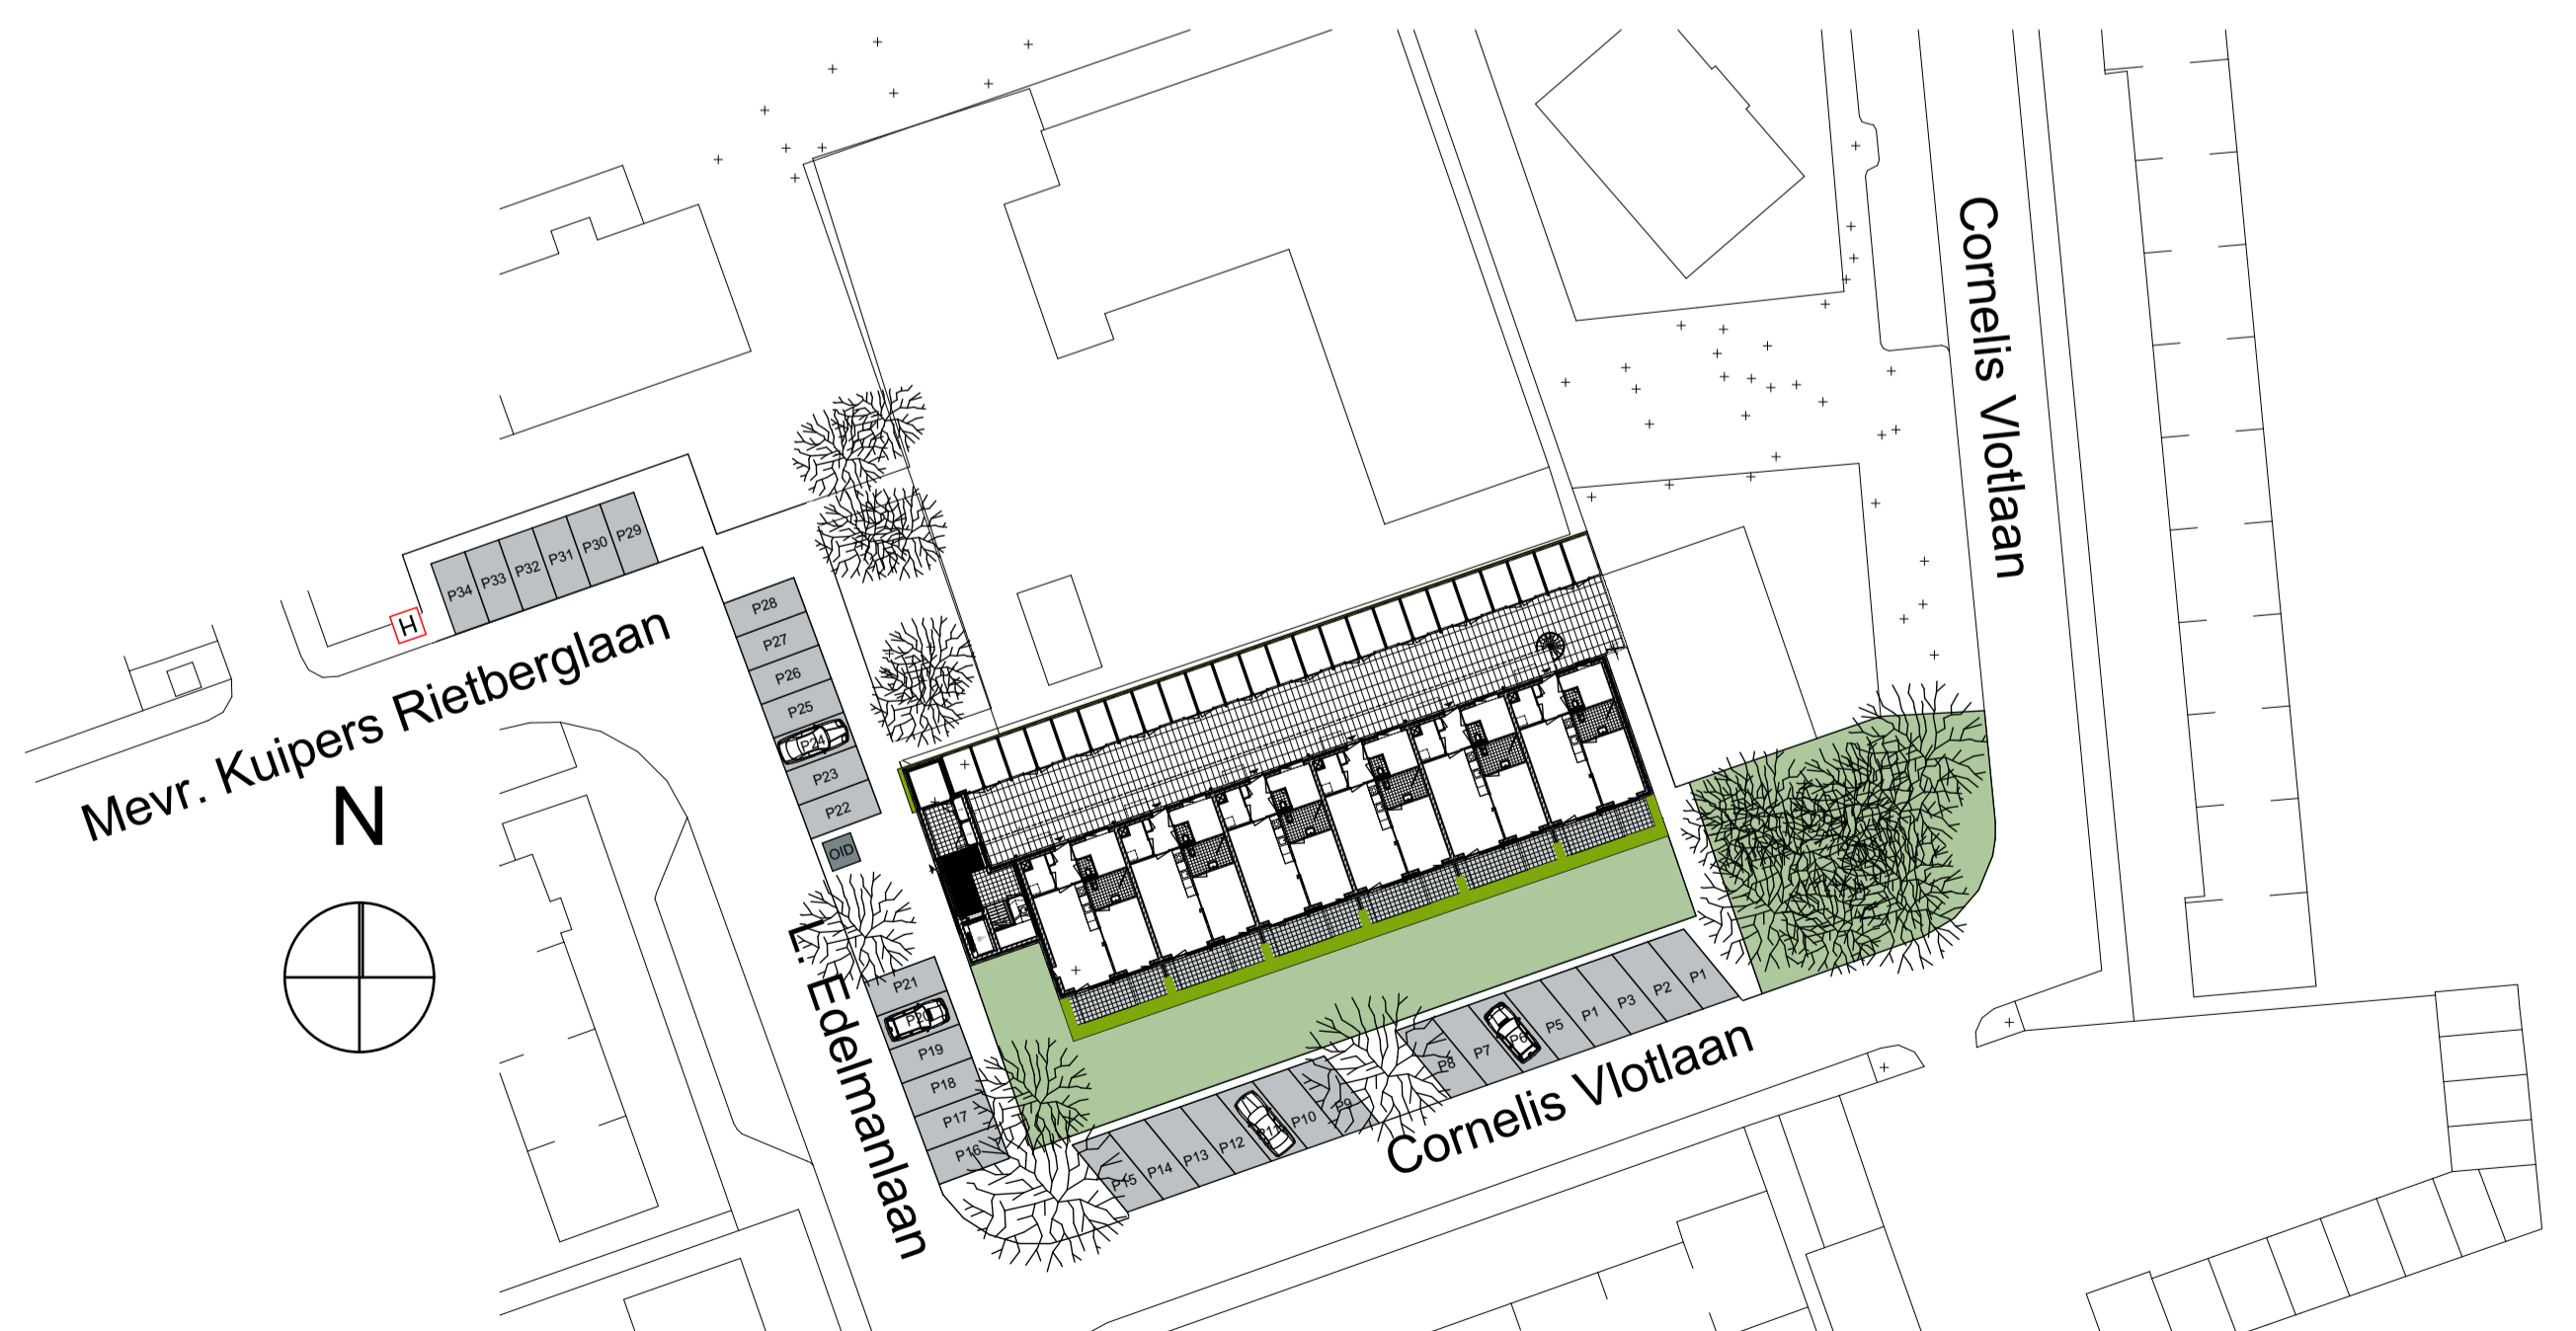 Cornelis Vlotlaan
P34 P33 P32 P31 P30 P29
H
Mevr. Kuipers Rietberglaan
N
P28
P27
P26
P25
P24
P23
P22
OID
L. Edelmanlaan
P21
P20
P19
P18
P17
P16
P15 P14 P13 P12 P11 P10 P9
P8 P7 P6 P5 P1 P3 P2 P1
Cornelis Vlotlaan